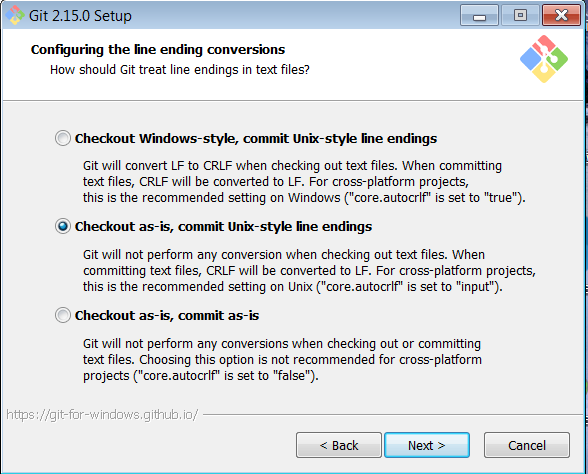 Git 2.15.0 Setup
Configuring the line ending conversions
How should Git treat line endings in text files?
Checkout Windows-style, commit Unix-style line endings
Git will convert LF to CRLF when checking out text files. When committing
text files, CRLF will be converted to LF. For cross-platform projects,
this is the recommended setting on Windows ("core.autocrlf" is set to "true").
Checkout as-is, commit Unix-style line endings
Git will not perform any conversion when checking out text files. When
committing text files, CRLF will be converted to LF. For cross-platform projects,
this is the recommended setting on Unix ("core.autocrlf" is set to "input").
Checkout as-is, commit as-is
Git will not perform any conversions when checking out or committing
text files. Choosing this option is not recommended for cross-platform
projects ("core.autocrlf" is set to "false").
https://git-for-windows.github.io/
< Back
Next >
Cancel